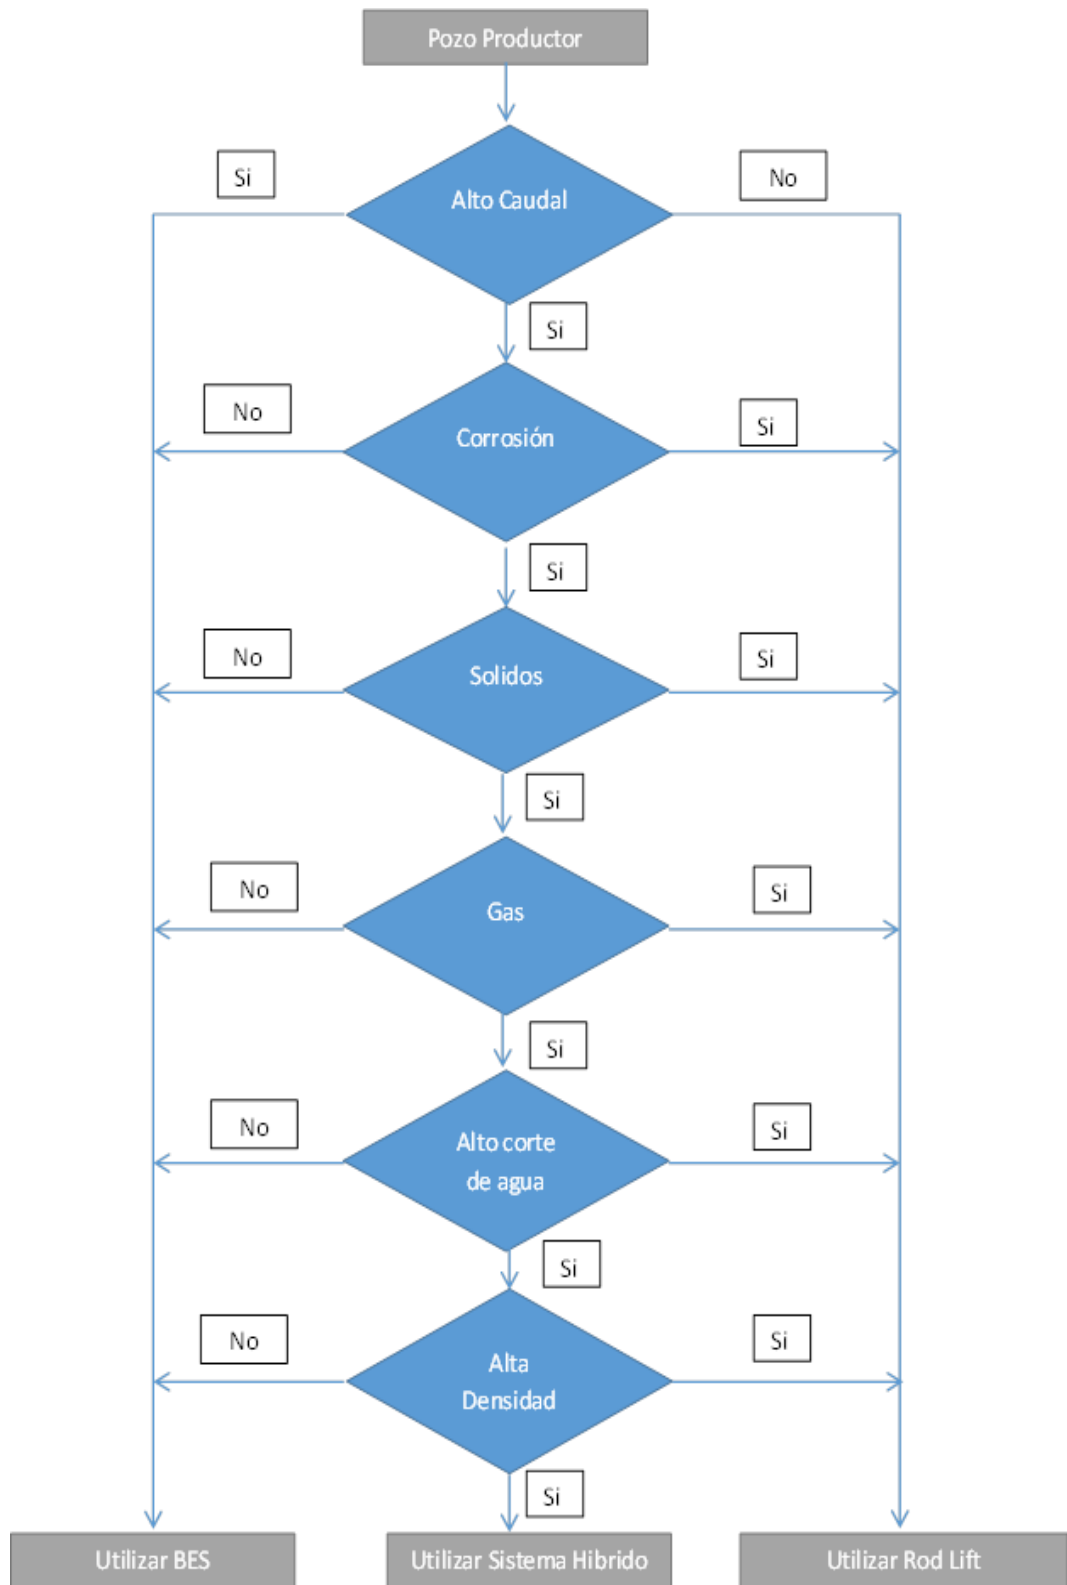 Pozo Productor
Si
Alto Caudal
No
Si
No
Corrosión
Si
Si
No
Solidos
Si
Si
No
Gas
Si
Si
No
Alto corte
de agua
Si
Si
No
Alta
Densidad
Si
Si
Utilizar BES
Utilizar Sistema Hibrido
Utilizar Rod Lift